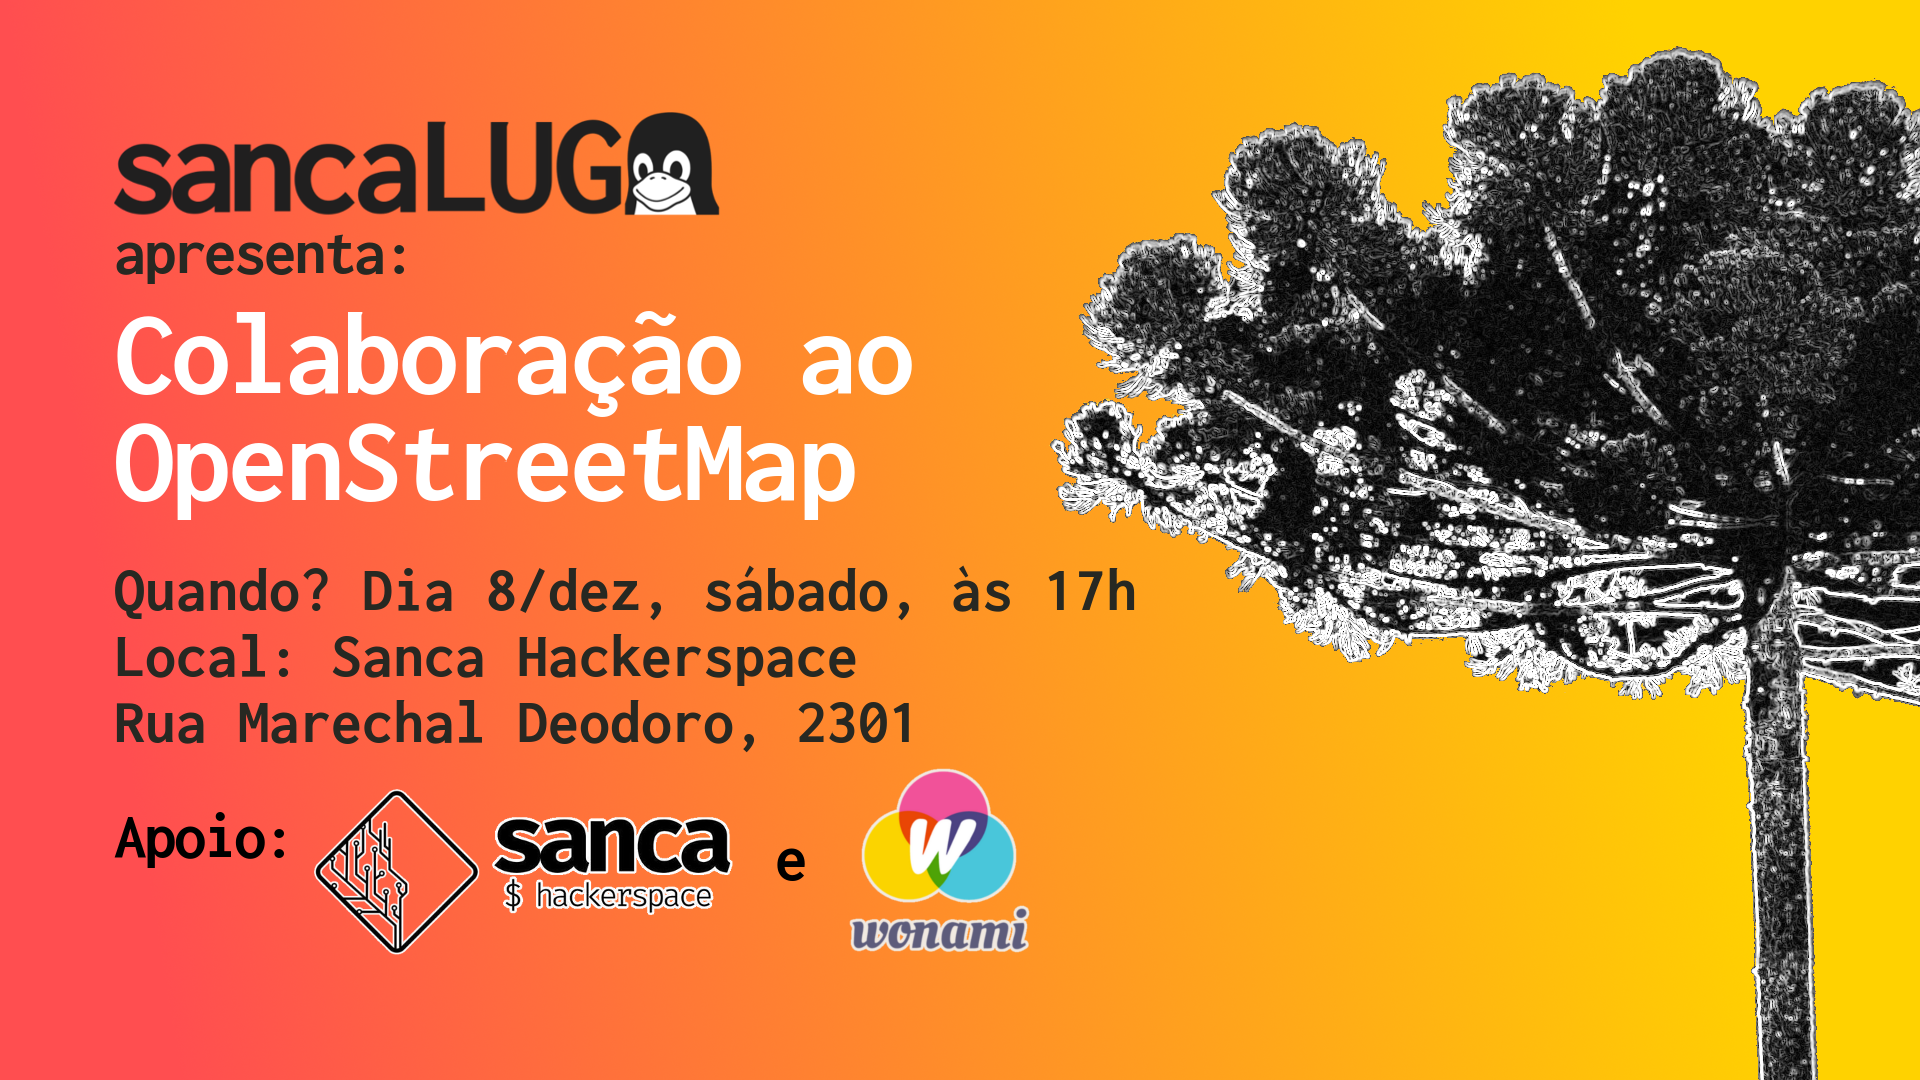 sancaLUG
apresenta:
Colaboração ao
OpenStreetMap
Quando? Dia 8/dez, sábado, às 17h
Local: Sanca Hackerspace
Rua Marechal Deodoro, 2301
Apoio:
sanca
$ hackerspace
e
w
wonami